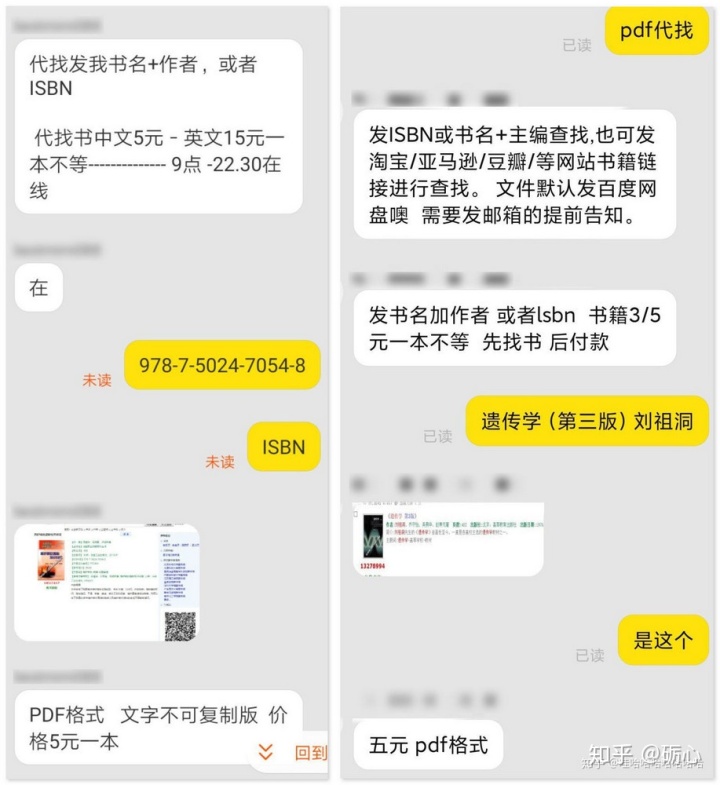 代找发我书名+作者，或者
ISBN
代找书中文5元 - 英文15元一
本不等-------------- 9点 -22.30在
线
在
978-7-5024-7054-8
未读
ISBN
未读
PDF格式 文字不可复制版 价
格5元一本
回到
pdf代找
已读
发ISBN或书名+主编查找,也可发
淘宝/亚马逊/豆瓣/等网站书籍链
接进行查找。 文件默认发百度网
盘噢 需要发邮箱的提前告知。
发书名加作者 或者lsbn 书籍3/5
元一本不等 先找书 后付款
遗传学（第三版）刘祖洞
已读
13278994
是这个
已读
五元 pdf格式
知乎 @砺心